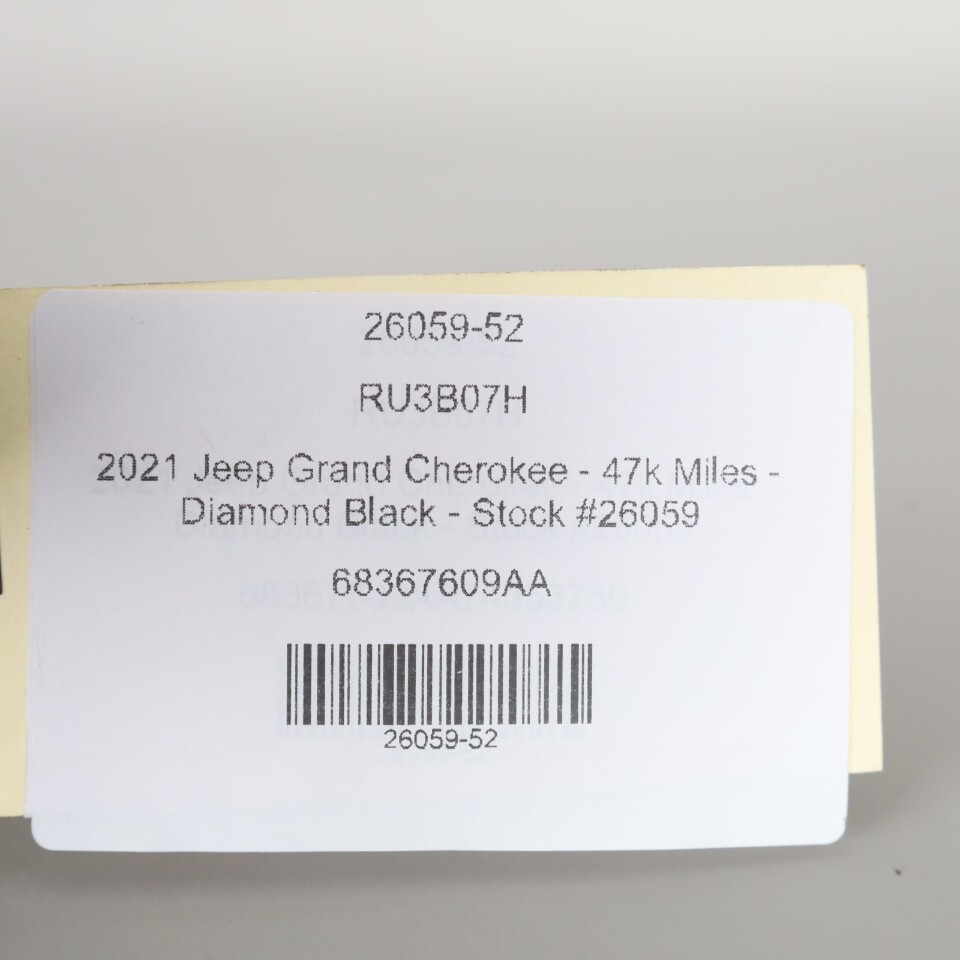 26059-52
RU3B07H
2021 Jeep Grand Cherokee - 47k Miles -
Diamond Black - Stock #26059
68367609AA
26059-52